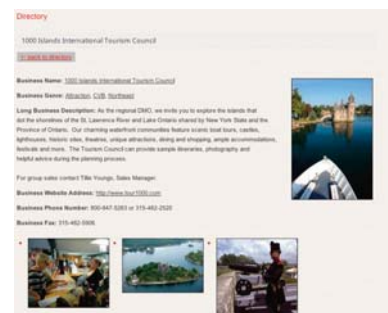 Directory
1000 Islands International Tourism Council
<- back to directory
Business Name: 1000 Islands International Tourism Council
Business Genre: Attraction, CVB, Northeast
Long Business Description: As the regional DMO, we invite you to explore the islands that
dot the shorelines of the St. Lawrence River and Lake Ontario shared by New York State and the
Province of Ontario. Our charming waterfront communities feature scenic boat tours, castles,
lighthouses, historic sites, theatres, unique attractions, dining and shopping, ample accommodations,
festivals and more. The Tourism Council can provide sample itineraries, photography and
helpful advice during the planning process.
For group sales contact Tillie Youngs, Sales Manager.
Business Website Address: http://www.tour1000.com
Business Phone Number: 800-847-5263 or 315-482-2520
Business Fax: 315-482-5906